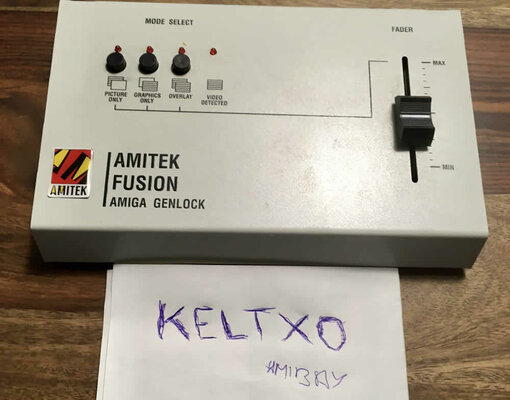 MODE SELECT
FADER
MAX
PICTURE ONLY
GRAPHICS ONLY
OVERLAY
VIDEO DETECTED
MIN
AMITEK
AMITEK
FUSION
AMIGA GENLOCK
KELTXO
AMIBAY